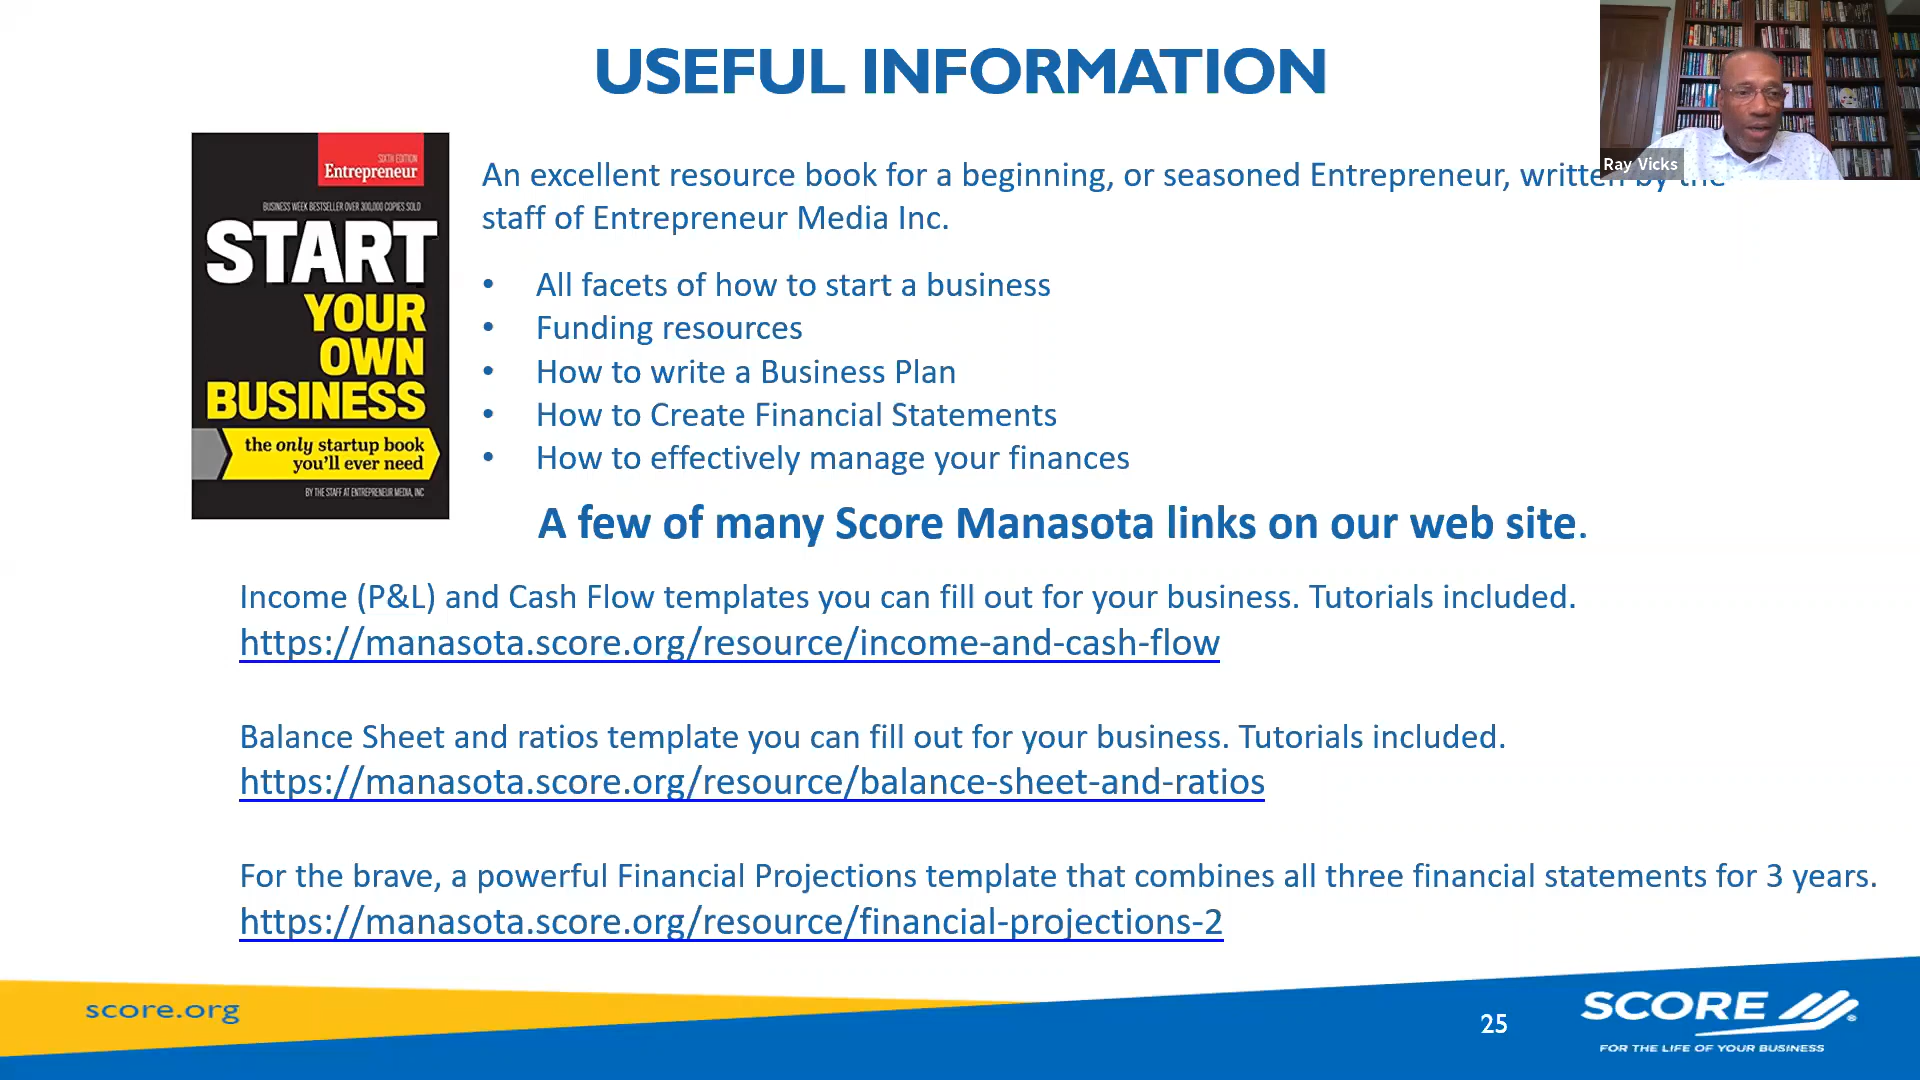 USEFUL INFORMATION
Ray Vicks
SIXTH EDITION
Entrepreneur
BUSINESS WEEK BESTSELLER OVER 300,000 COPIES SOLD
START
YOUR
OWN
BUSINESS
the only startup book
you'll ever need
BY THE STAFF AT ENTREPRENEUR MEDIA, INC
An excellent resource book for a beginning, or seasoned Entrepreneur, written by the
staff of Entrepreneur Media Inc.
• All facets of how to start a business
• Funding resources
• How to write a Business Plan
• How to Create Financial Statements
• How to effectively manage your finances
A few of many Score Manasota links on our web site.
Income (P&L) and Cash Flow templates you can fill out for your business. Tutorials included.
https://manasota.score.org/resource/income-and-cash-flow
Balance Sheet and ratios template you can fill out for your business. Tutorials included.
https://manasota.score.org/resource/balance-sheet-and-ratios
For the brave, a powerful Financial Projections template that combines all three financial statements for 3 years.
https://manasota.score.org/resource/financial-projections-2
score.org
25
SCORE
FOR THE LIFE OF YOUR BUSINESS